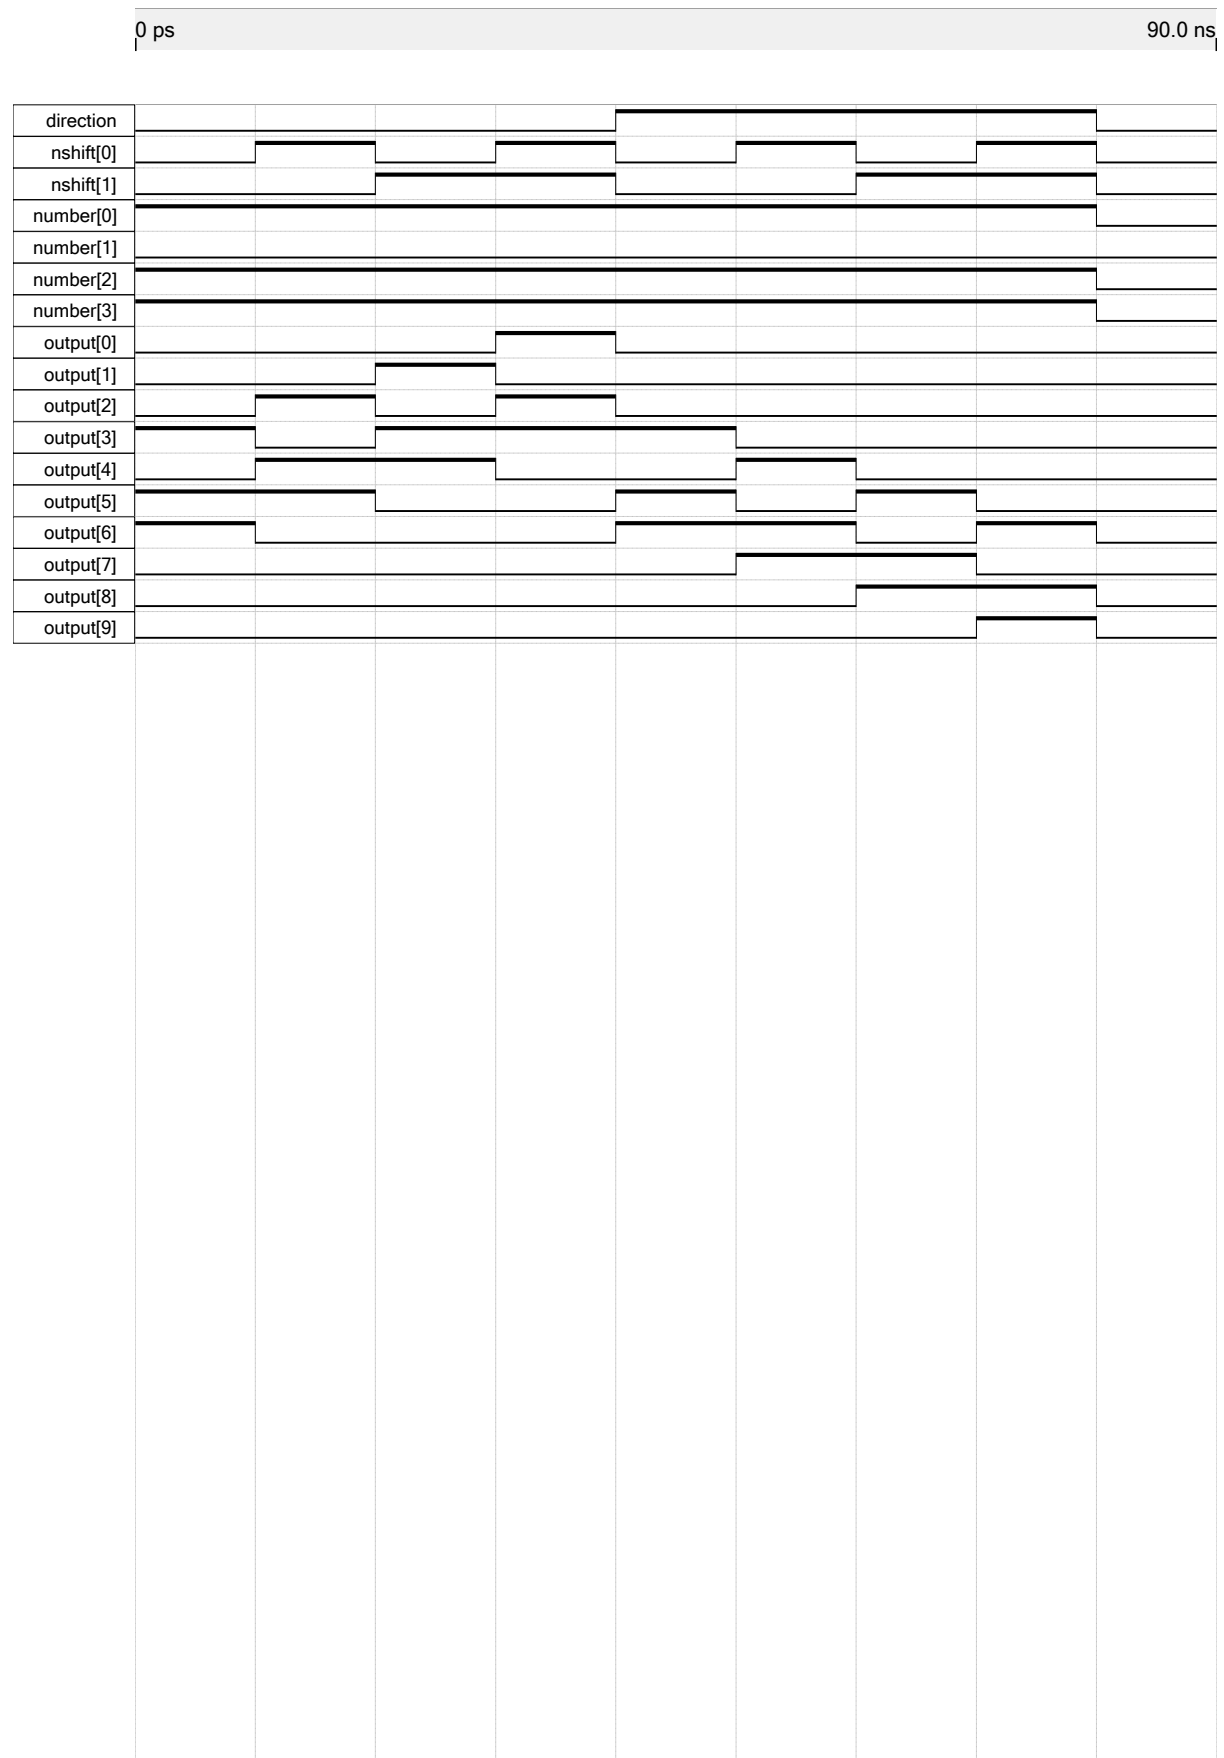 0 ps 90.0 ns
direction
nshift[0]
nshift[1]
number[0]
number[1]
number[2]
number[3]
output[0]
output[1]
output[2]
output[3]
output[4]
output[5]
output[6]
output[7]
output[8]
output[9]